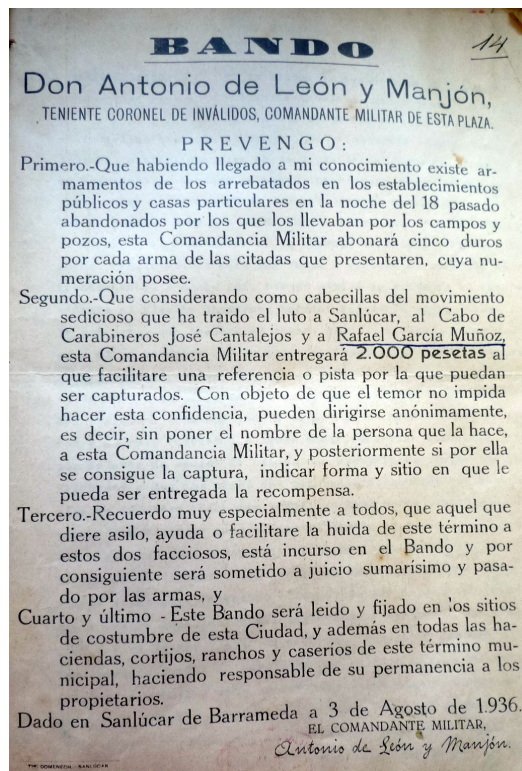 14
BANDO
Don Antonio de León y Manjón,
TENIENTE CORONEL DE INVÁLIDOS, COMANDANTE MILITAR DE ESTA PLAZA.
PREVENGO:
Primero.-Que habiendo llegado a mi conocimiento existe ar-
mamentos de los arrebatados en los establecimientos
públicos y casas particulares en la noche del 18 pasado
abandonados por los que los llevaban por los campos y
pozos, esta Comandancia Militar abonará cinco duros
por cada arma de las citadas que presentaren, cuya nu-
meración posee.
Segundo.-Que considerando como cabecillas del movimiento
sedicioso que ha traido el luto a Sanlúcar, al Cabo de
Carabineros José Cantalejos y a Rafael García Muñoz,
esta Comandancia Militar entregará 2.000 pesetas al
que facilitare una referencia o pista por la que puedan
ser capturados. Con objeto de que el temor no impida
hacer esta confidencia, pueden dirigirse anónimamente,
es decir, sin poner el nombre de la persona que la hace,
a esta Comandancia Militar, y posteriormente si por ella
se consigue la captura, indicar forma y sitio en que le
pueda ser entregada la recompensa.
Tercero.-Recuerdo muy especialmente a todos, que aquel que
diere asilo, ayuda o facilitare la huida de este término a
estos dos facciosos, está incurso en el Bando y por
consiguiente será sometido a juicio sumarísimo y pasa-
do por las armas, y
Cuarto y último - Este Bando será leido y fijado en los sitios
de costumbre de esta Ciudad, y además en todas las ha-
ciendas, cortijos, ranchos y caseríos de este término mu-
nicipal, haciendo responsable de su permanencia a los
propietarios.
Dado en Sanlúcar de Barrameda a 3 de Agosto de 1.936.
EL COMANDANTE MILITAR,
Antonio de León y Manjón.
TIP. DOMENECH.-SANLÚCAR